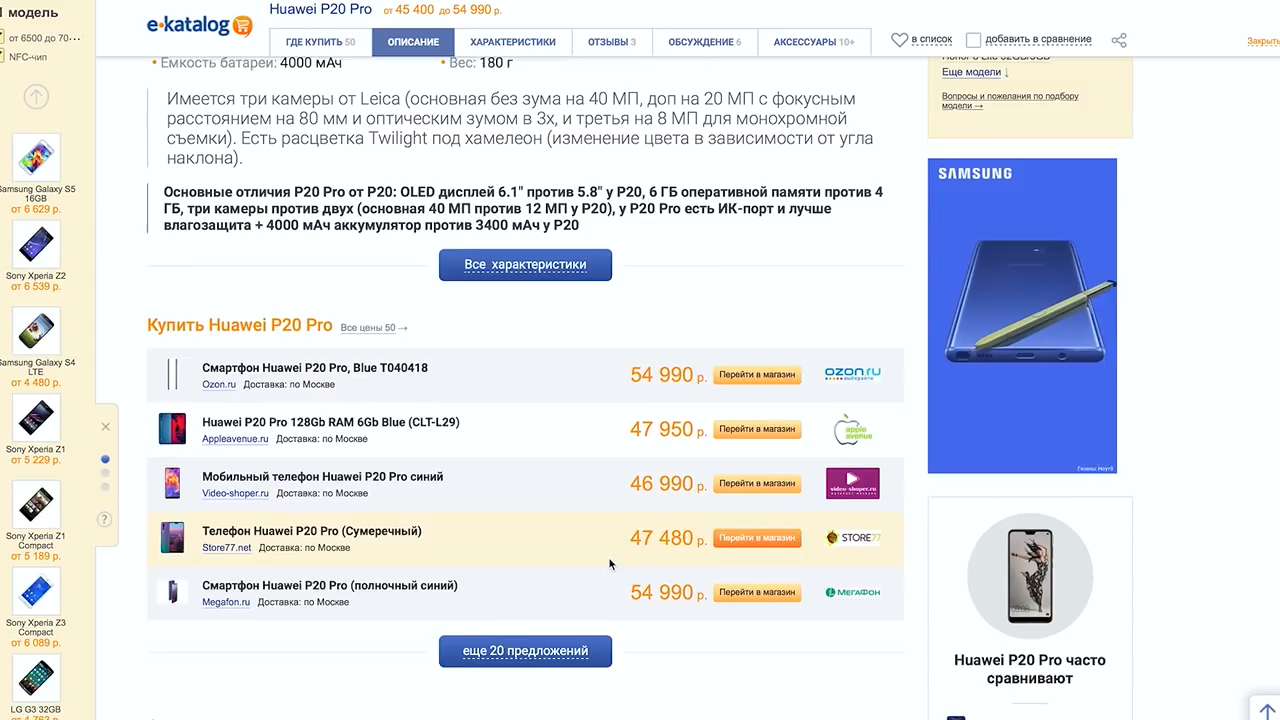 модель
от 6500 до 70...
NFC-чип
Samsung Galaxy S5
16GB
от 6 629 р.
Sony Xperia Z2
от 6 539 р.
Samsung Galaxy S4
LTE
от 4 480 р.
Sony Xperia Z1
от 5 229 р.
Sony Xperia Z1
Compact
от 5 189 р.
Sony Xperia Z3
Compact
от 6 089 р.
LG G3 32GB
от 4 763 р.
e-katalog
Huawei P20 Pro от 45 400 до 54 990 р.
ГДЕ КУПИТЬ 50
ОПИСАНИЕ
ХАРАКТЕРИСТИКИ
ОТЗЫВЫ 3
ОБСУЖДЕНИЕ 6
АКСЕССУАРЫ 10+
в список
добавить в сравнение
Закрыть
• Емкость батареи: 4000 мАч
• Вес: 180 г
Имеется три камеры от Leica (основная без зума на 40 МП, доп на 20 МП с фокусным
расстоянием на 80 мм и оптическим зумом в 3x, и третья на 8 МП для монохромной
съемки). Есть расцветка Twilight под хамелеон (изменение цвета в зависимости от угла
наклона).
Основные отличия P20 Pro от P20: OLED дисплей 6.1" против 5.8" у P20, 6 ГБ оперативной памяти против 4
ГБ, три камеры против двух (основная 40 МП против 12 МП у P20), у P20 Pro есть ИК-порт и лучше
влагозащита + 4000 мАч аккумулятор против 3400 мАч у P20
Все характеристики
Купить Huawei P20 Pro Все цены 50 →
Смартфон Huawei P20 Pro, Blue T040418
Ozon.ru Доставка: по Москве
54 990 р.
Перейти в магазин
OZON.RU
Huawei P20 Pro 128Gb RAM 6Gb Blue (CLT-L29)
Appleavenue.ru Доставка: по Москве
47 950 р.
Перейти в магазин
apple
avenue
Мобильный телефон Huawei P20 Pro синий
Video-shoper.ru Доставка: по Москве
46 990 р.
Перейти в магазин
video-shoper.ru
Телефон Huawei P20 Pro (Сумеречный)
Store77.net Доставка: по Москве
47 480 р.
Перейти в магазин
STORE77
Смартфон Huawei P20 Pro (полночный синий)
Megafon.ru Доставка: по Москве
54 990 р.
Перейти в магазин
МЕГАФОН
еще 20 предложений
Еще модели ↓
Вопросы и пожелания по подбору
модели →
SAMSUNG
Huawei P20 Pro часто
сравнивают